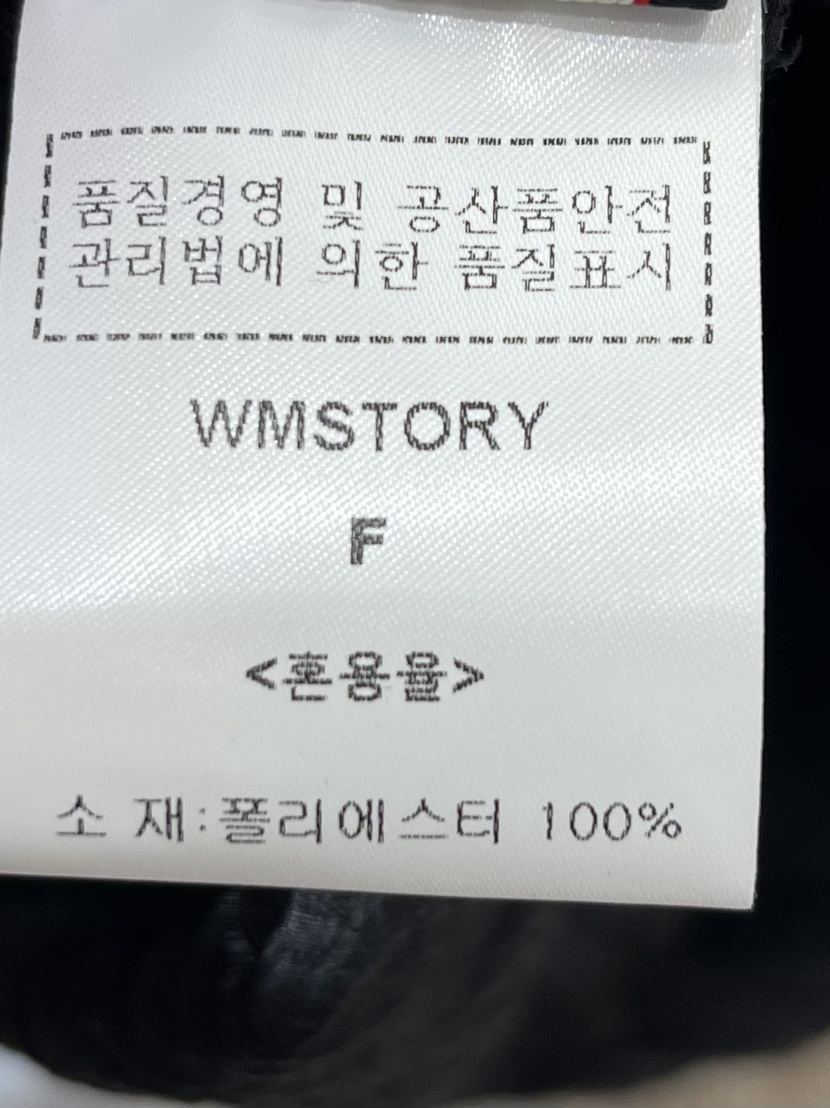 품질경영 및 공산품안전
관리법에 의한 품질표시
WMSTORY
F
<혼용율>
소 재:폴리에스터 100%